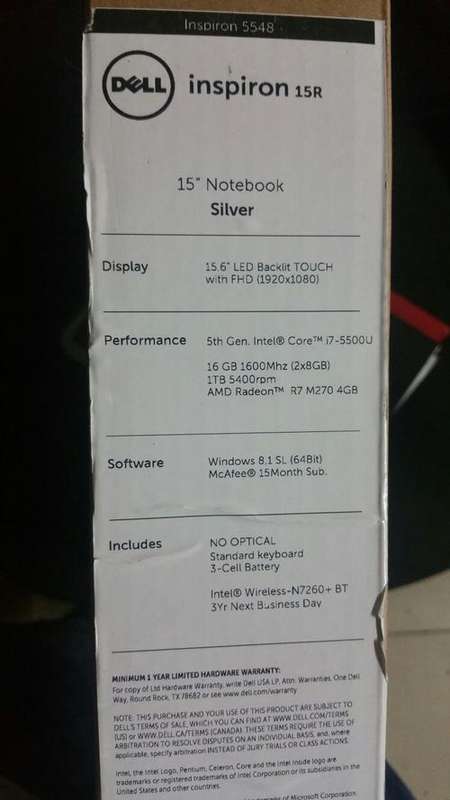 Inspiron 5548
DELL
inspiron 15R
15" Notebook
Silver
Display
15.6" LED Backlit TOUCH
with FHD (1920x1080)
Performance
5th Gen. Intel® Core™ i7-5500U
16 GB 1600Mhz (2x8GB)
1TB 5400rpm
AMD Radeon™ R7 M270 4GB
Software
Windows 8.1 SL (64Bit)
McAfee® 15Month Sub.
Includes
NO OPTICAL
Standard keyboard
3-Cell Battery
Intel® Wireless-N7260+ BT
3Yr Next Business Day
MINIMUM 1 YEAR LIMITED HARDWARE WARRANTY:
For copy of Ltd Hardware Warranty, write Dell USA LP, Attn: Warranties, One Dell
Way, Round Rock, TX 78682 or see www.dell.com/warranty
NOTE: THIS PURCHASE AND YOUR USE OF THIS PRODUCT ARE SUBJECT TO
DELL'S TERMS OF SALE, WHICH YOU CAN FIND AT WWW.DELL.COM/TERMS
(US) or WWW.DELL.CA/TERMS (CANADA). THESE TERMS REQUIRE THE USE OF
ARBITRATION TO RESOLVE DISPUTES ON AN INDIVIDUAL BASIS, and, where
applicable, specify arbitration INSTEAD OF JURY TRIALS OR CLASS ACTIONS.
Intel, the Intel Logo, Pentium, Celeron, Core and the Intel Inside logo are
trademarks or registered trademarks of Intel Corporation or its subsidiaries in the
United States and other countries.
trademarks of Microsoft Corporation.